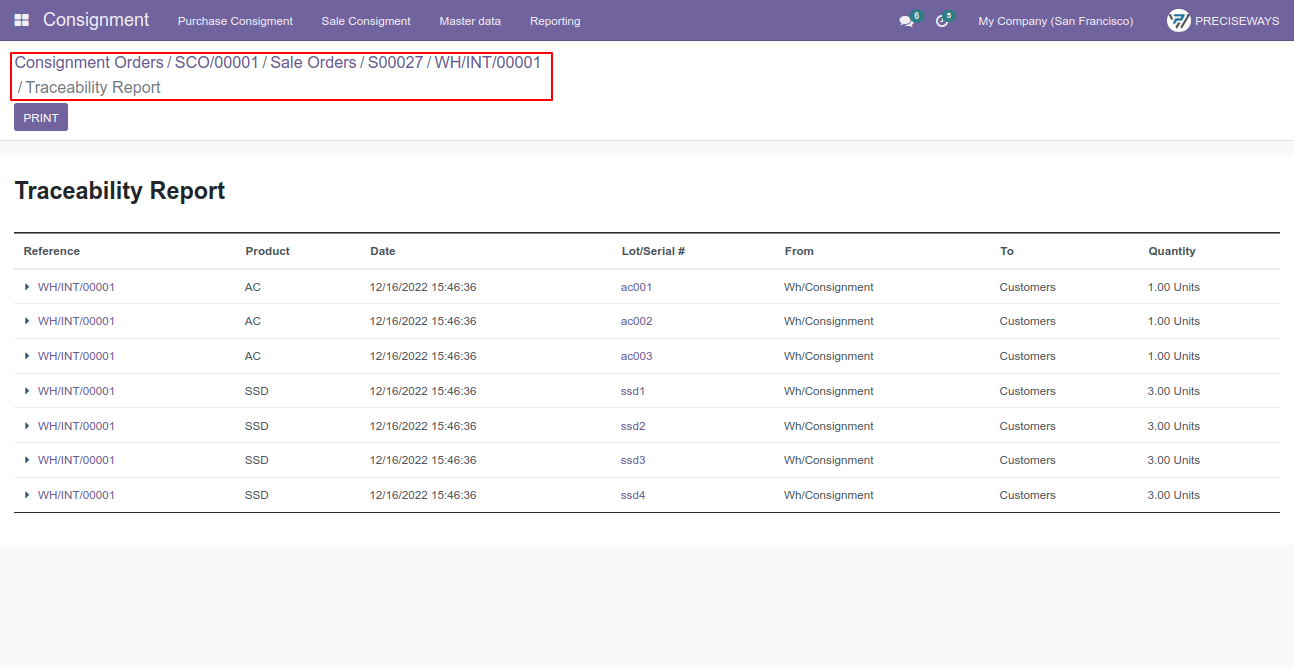 Consignment Purchase Consigment Sale Consigment Master data Reporting 6 5 My Company (San Francisco) PRECISEWAYS
Consignment Orders / SCO/00001 / Sale Orders / S00027 / WH/INT/00001
/ Traceability Report
PRINT
Traceability Report
Reference Product Date Lot/Serial # From To Quantity
WH/INT/00001 AC 12/16/2022 15:46:36 ac001 Wh/Consignment Customers 1.00 Units
WH/INT/00001 AC 12/16/2022 15:46:36 ac002 Wh/Consignment Customers 1.00 Units
WH/INT/00001 AC 12/16/2022 15:46:36 ac003 Wh/Consignment Customers 1.00 Units
WH/INT/00001 SSD 12/16/2022 15:46:36 ssd1 Wh/Consignment Customers 3.00 Units
WH/INT/00001 SSD 12/16/2022 15:46:36 ssd2 Wh/Consignment Customers 3.00 Units
WH/INT/00001 SSD 12/16/2022 15:46:36 ssd3 Wh/Consignment Customers 3.00 Units
WH/INT/00001 SSD 12/16/2022 15:46:36 ssd4 Wh/Consignment Customers 3.00 Units